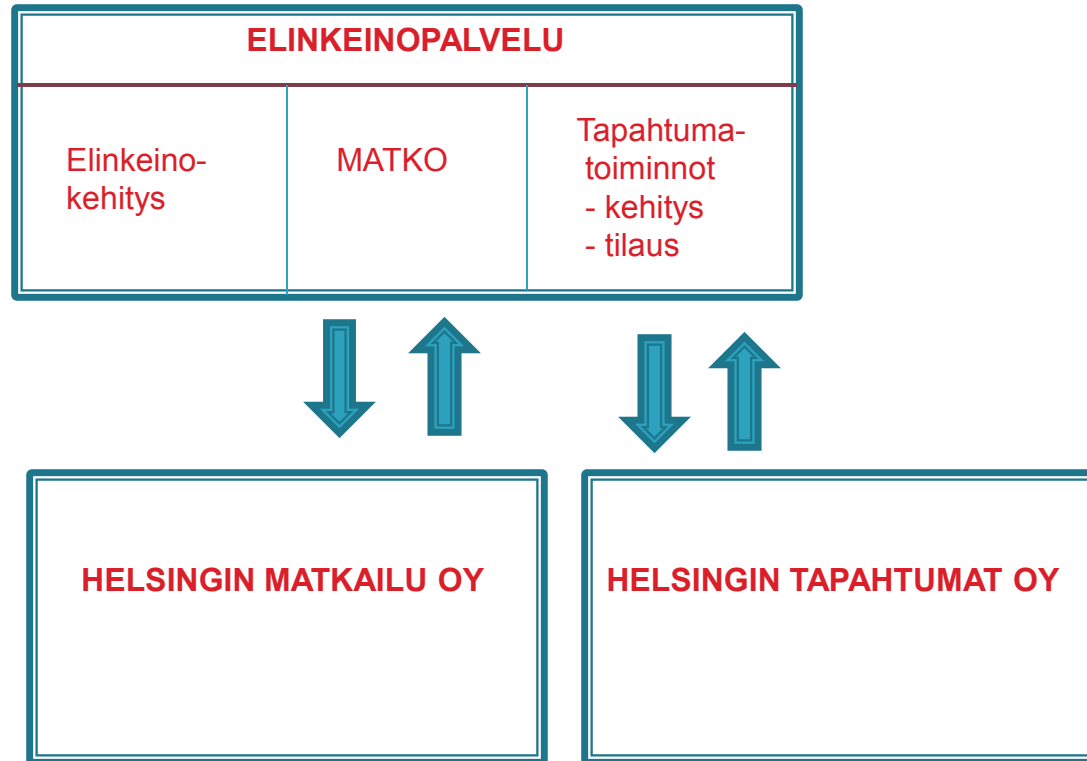 ELINKEINOPALVELU
Elinkeino-
kehitys
MATKO
Tapahtuma-
toiminnot
- kehitys
- tilaus
HELSINGIN MATKAILU OY
HELSINGIN TAPAHTUMAT OY